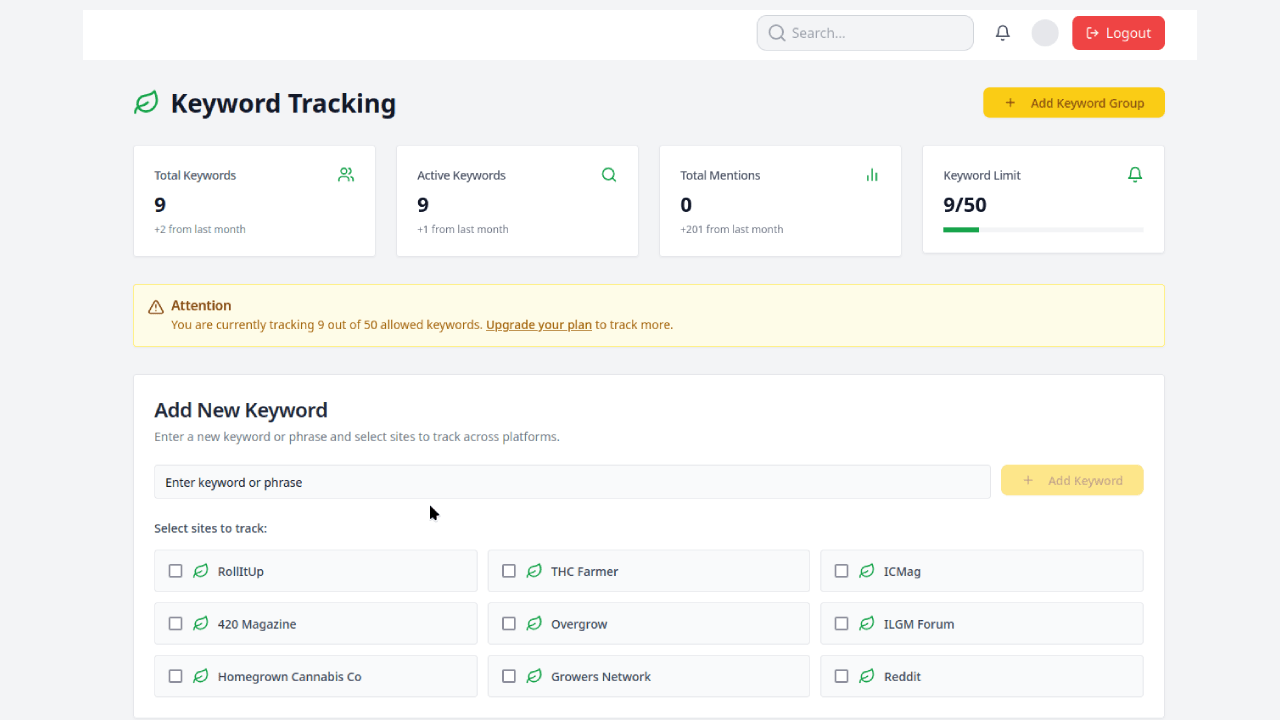 Search...
Logout
Keyword Tracking
Add Keyword Group
Total Keywords
9
+2 from last month
Active Keywords
9
+1 from last month
Total Mentions
0
+201 from last month
Keyword Limit
9/50
Attention
You are currently tracking 9 out of 50 allowed keywords. Upgrade your plan to track more.
Add New Keyword
Enter a new keyword or phrase and select sites to track across platforms.
Enter keyword or phrase
Add Keyword
Select sites to track:
RollItUp
THC Farmer
ICMag
420 Magazine
Overgrow
ILGM Forum
Homegrown Cannabis Co
Growers Network
Reddit